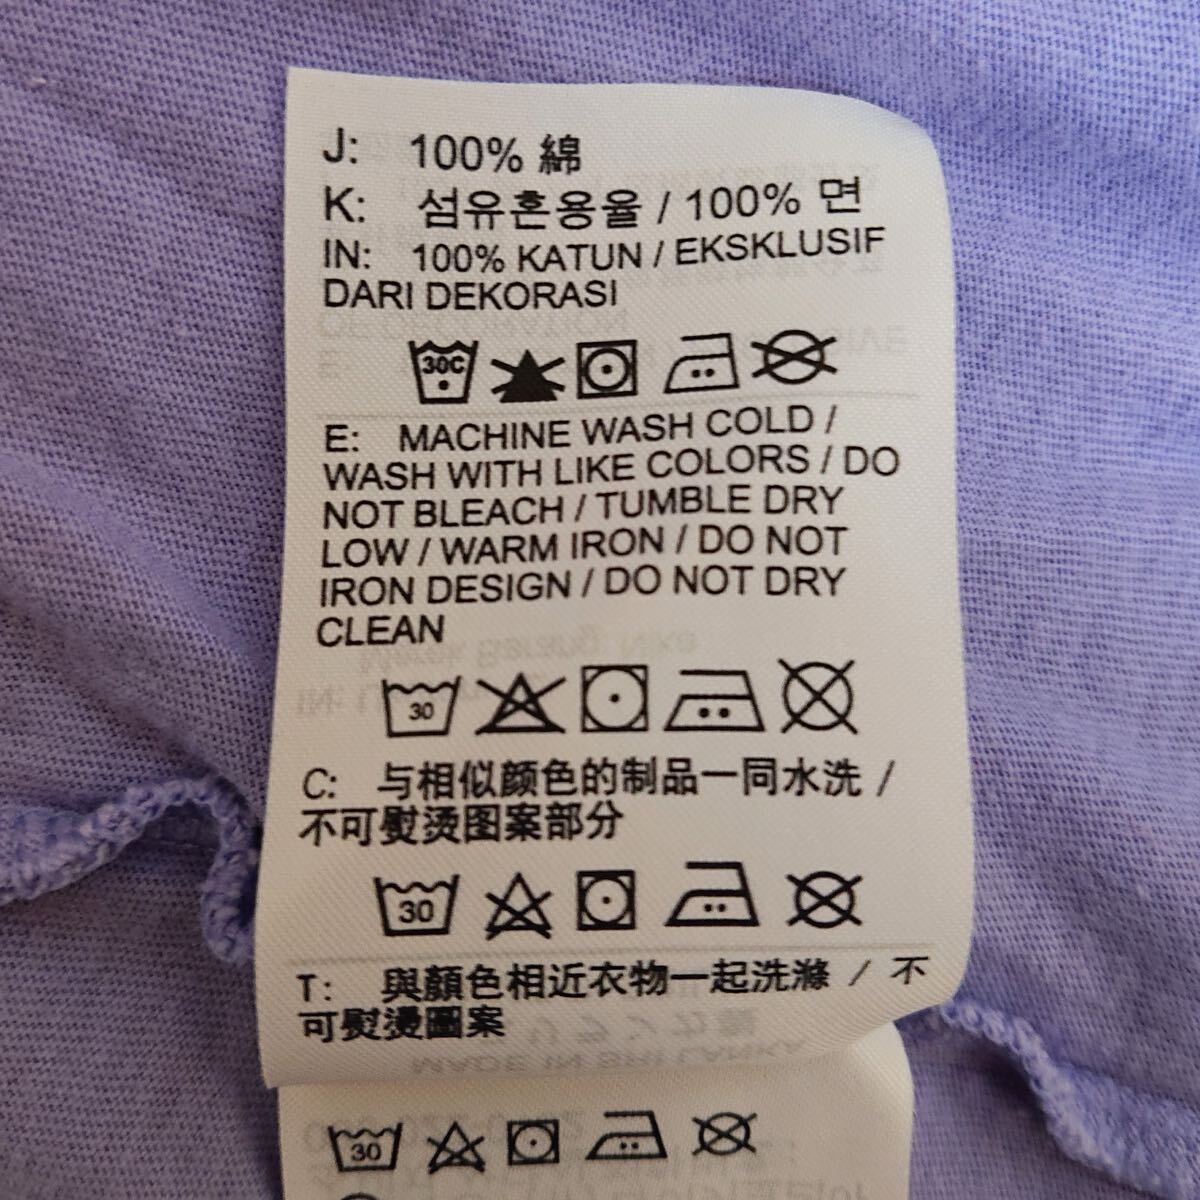 J: 100% 綿
K: 섬유혼용율 / 100% 면
IN: 100% KATUN / EKSKLUSIF
DARI DEKORASI
30C
E: MACHINE WASH COLD /
WASH WITH LIKE COLORS / DO
NOT BLEACH / TUMBLE DRY
LOW / WARM IRON / DO NOT
IRON DESIGN / DO NOT DRY
CLEAN
30
C: 与相似颜色的制品一同水洗 /
不可熨烫图案部分
30
T: 與顏色相近衣物一起洗滌 / 不
可熨燙圖案
30